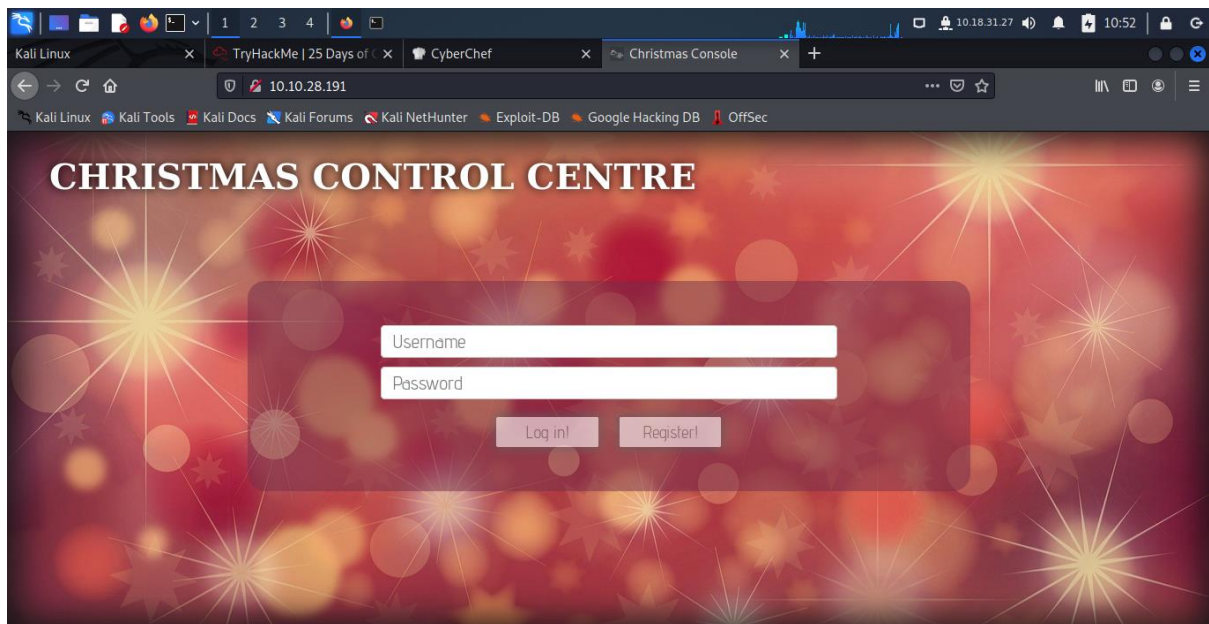 1 2 3 4 10.18.31.27 10:52
Kali Linux TryHackMe | 25 Days of C CyberChef Christmas Console
10.10.28.191
Kali Linux Kali Tools Kali Docs Kali Forums Kali NetHunter Exploit-DB Google Hacking DB OffSec
CHRISTMAS CONTROL CENTRE
Username
Password
Log in! Register!